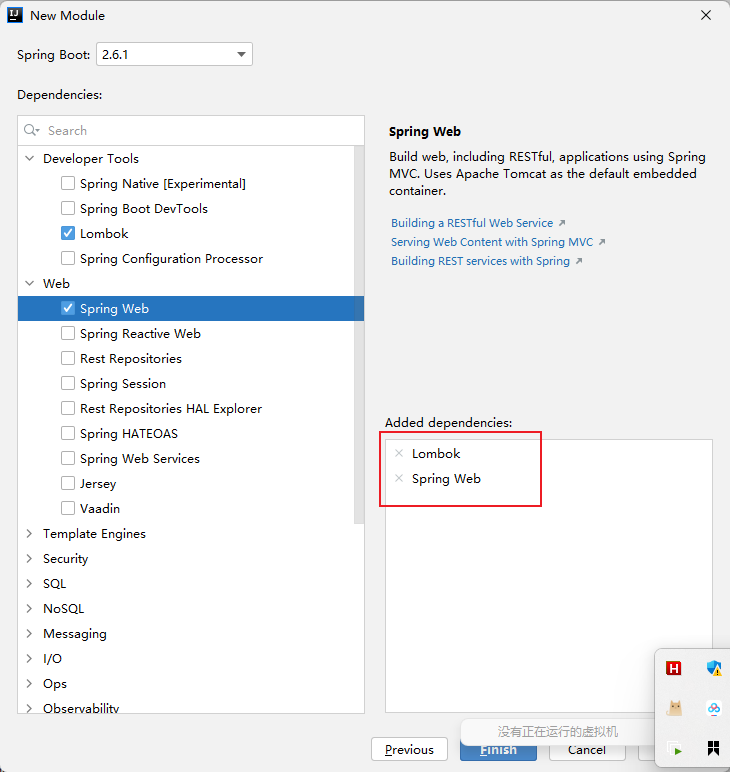 New Module
Spring Boot: 2.6.1
Dependencies:
Search
Developer Tools
Spring Native [Experimental]
Spring Boot DevTools
Lombok
Spring Configuration Processor
Web
Spring Web
Spring Reactive Web
Rest Repositories
Spring Session
Rest Repositories HAL Explorer
Spring HATEOAS
Spring Web Services
Jersey
Vaadin
Template Engines
Security
SQL
NoSQL
Messaging
I/O
Ops
Observability
Spring Web
Build web, including RESTful, applications using Spring
MVC. Uses Apache Tomcat as the default embedded
container.
Building a RESTful Web Service
Serving Web Content with Spring MVC
Building REST services with Spring
Added dependencies:
Lombok
Spring Web
没有正在运行的虚拟机
Previous
Finish
Cancel